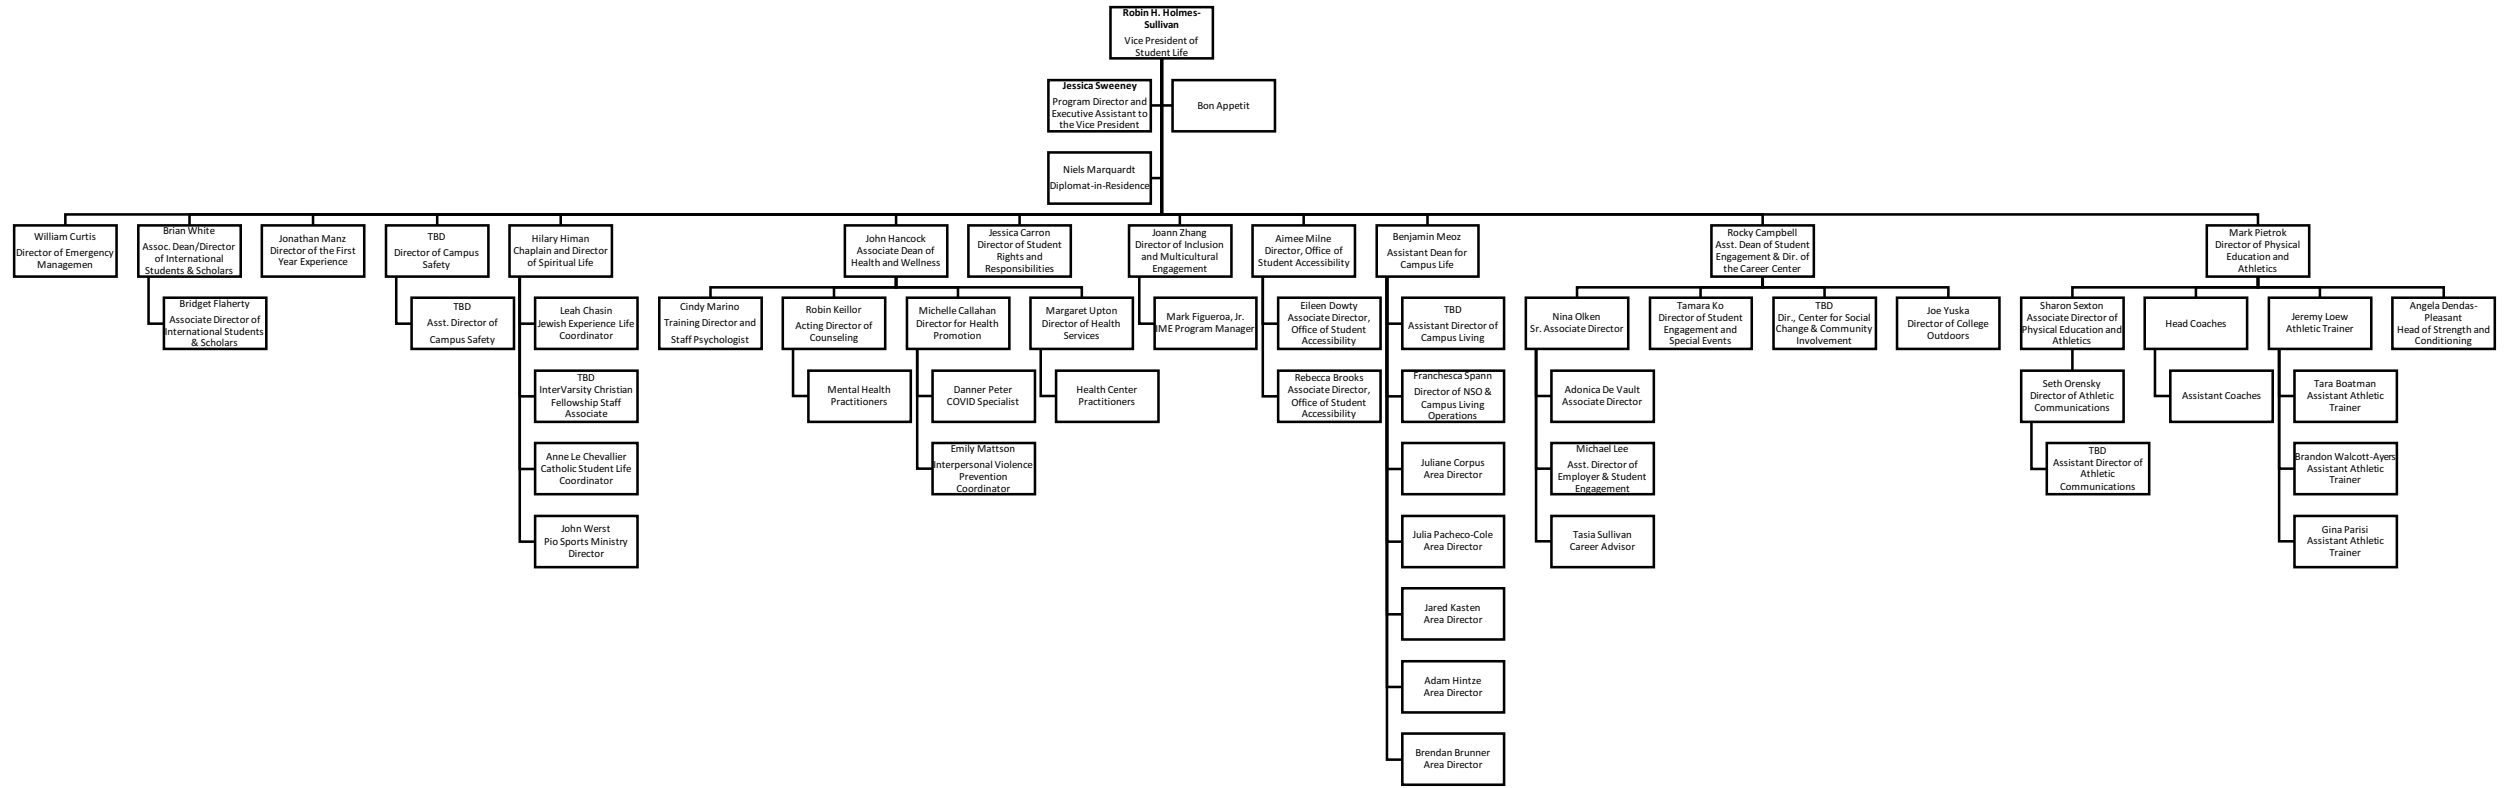 Robin H. Holmes-
Sullivan
Vice President of
Student Life
Jessica Sweeney
Program Director and
Executive Assistant to
the Vice President
Bon Appetit
Niels Marquardt
Diplomat-in-Residence
William Curtis
Director of Emergency
Managemen
Brian White
Assoc. Dean/Director
of International
Students & Scholars
Jonathan Manz
Director of the First
Year Experience
TBD
Director of Campus
Safety
Hilary Himan
Chaplain and Director
of Spiritual Life
John Hancock
Associate Dean of
Health and Wellness
Jessica Carron
Director of Student
Rights and
Responsibilities
Joann Zhang
Director of Inclusion
and Multicultural
Engagement
Aimee Milne
Director, Office of
Student Accessibility
Benjamin Meoz
Assistant Dean for
Campus Life
Rocky Campbell
Asst. Dean of Student
Engagement & Dir. of
the Career Center
Mark Pietrok
Director of Physical
Education and
Athletics
Bridget Flaherty
Associate Director of
International Students
& Scholars
TBD
Asst. Director of
Campus Safety
Leah Chasin
Jewish Experience Life
Coordinator
Cindy Marino
Training Director and
Staff Psychologist
Robin Keillor
Acting Director of
Counseling
Michelle Callahan
Director for Health
Promotion
Margaret Upton
Director of Health
Services
Mark Figueroa, Jr.
IME Program Manager
Eileen Dowty
Associate Director,
Office of Student
Accessibility
TBD
Assistant Director of
Campus Living
Nina Olken
Sr. Associate Director
Tamara Ko
Director of Student
Engagement and
Special Events
TBD
Dir., Center for Social
Change & Community
Involvement
Joe Yuska
Director of College
Outdoors
Sharon Sexton
Associate Director of
Physical Education and
Athletics
Head Coaches
Jeremy Loew
Athletic Trainer
Angela Dendas-
Pleasant
Head of Strength and
Conditioning
TBD
InterVarsity Christian
Fellowship Staff
Associate
Mental Health
Practitioners
Danner Peter
COVID Specialist
Health Center
Practitioners
Rebecca Brooks
Associate Director,
Office of Student
Accessibility
Franchesca Spann
Director of NSO &
Campus Living
Operations
Adonica De Vault
Associate Director
Seth Orensky
Director of Athletic
Communications
Assistant Coaches
Tara Boatman
Assistant Athletic
Trainer
Anne Le Chevallier
Catholic Student Life
Coordinator
Emily Mattson
Interpersonal Violence
Prevention
Coordinator
Juliane Corpus
Area Director
Michael Lee
Asst. Director of
Employer & Student
Engagement
TBD
Assistant Director of
Athletic
Communications
Brandon Walcott-Ayers
Assistant Athletic
Trainer
John Werst
Pio Sports Ministry
Director
Julia Pacheco-Cole
Area Director
Tasia Sullivan
Career Advisor
Gina Parisi
Assistant Athletic
Trainer
Jared Kasten
Area Director
Adam Hintze
Area Director
Brendan Brunner
Area Director